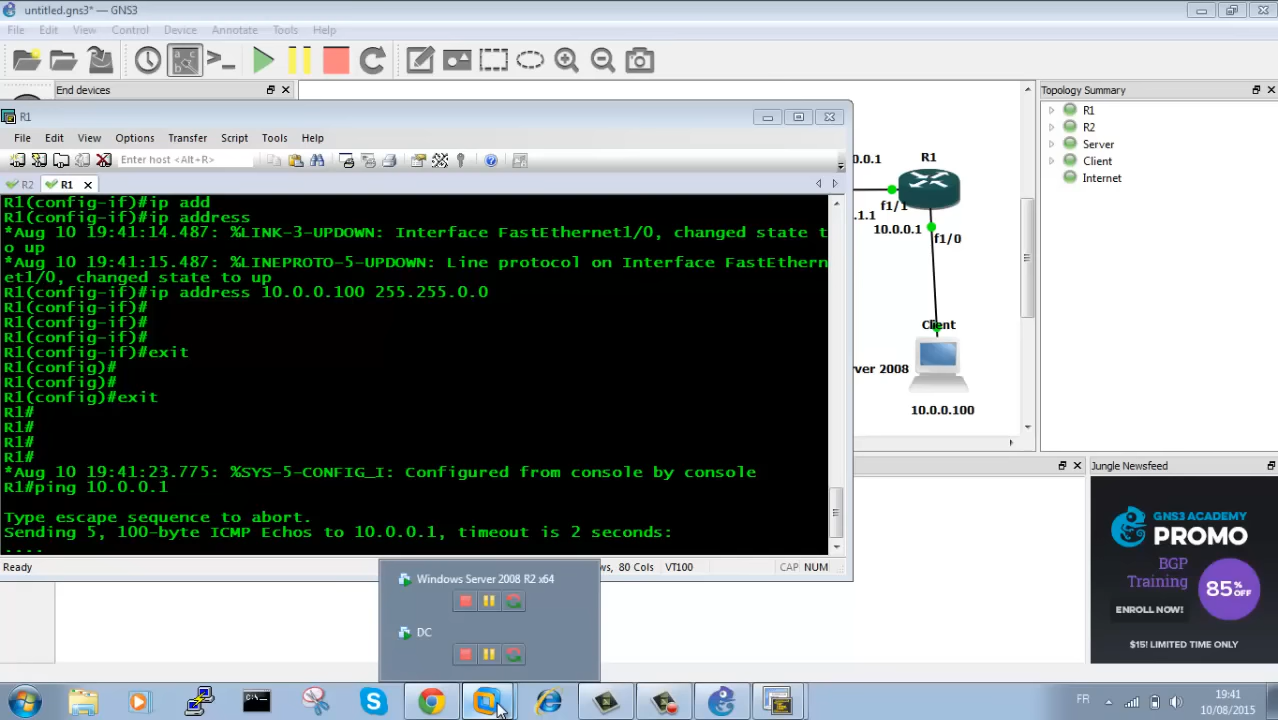 untitled.gns3* — GNS3
File Edit View Control Device Annotate Tools Help
End devices
Topology Summary
R1
R2
Server
Client
Internet
R1
File Edit View Options Transfer Script Tools Help
Enter host <Alt+R>
R2 R1
R1(config-if)#ip add
R1(config-if)#ip address
*Aug 10 19:41:14.487: %LINK-3-UPDOWN: Interface FastEthernet1/0, changed state t
o up
*Aug 10 19:41:15.487: %LINEPROTO-5-UPDOWN: Line protocol on Interface FastEthern
et1/0, changed state to up
R1(config-if)#ip address 10.0.0.100 255.255.0.0
R1(config-if)#
R1(config-if)#
R1(config-if)#
R1(config-if)#exit
R1(config)#
R1(config)#
R1(config)#exit
R1#
R1#
R1#
R1#
*Aug 10 19:41:23.775: %SYS-5-CONFIG_I: Configured from console by console
R1#ping 10.0.0.1
Type escape sequence to abort.
Sending 5, 100-byte ICMP Echos to 10.0.0.1, timeout is 2 seconds:
....
Ready
ws, 80 Cols VT100 CAP NUM
0.0.1
R1
f1/1
.1.1
10.0.0.1
f1/0
Client
ver 2008
10.0.0.100
Jungle Newsfeed
GNS3 ACADEMY
PROMO
BGP
Training
85%
OFF
ENROLL NOW!
$15! LIMITED TIME ONLY
Windows Server 2008 R2 x64
DC
FR
19:41
10/08/2015